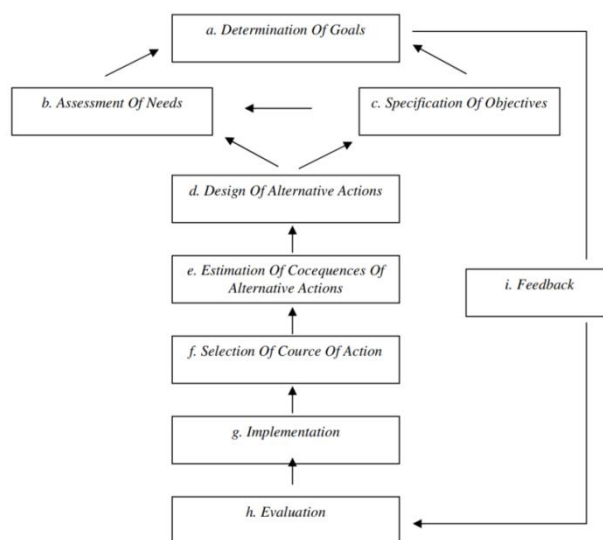 a. Determination Of Goals
b. Assessment Of Needs
c. Specification Of Objectives
d. Design Of Alternative Actions
e. Estimation Of Cocequences Of
Alternative Actions
i. Feedback
f. Selection Of Cource Of Action
g. Implementation
h. Evaluation